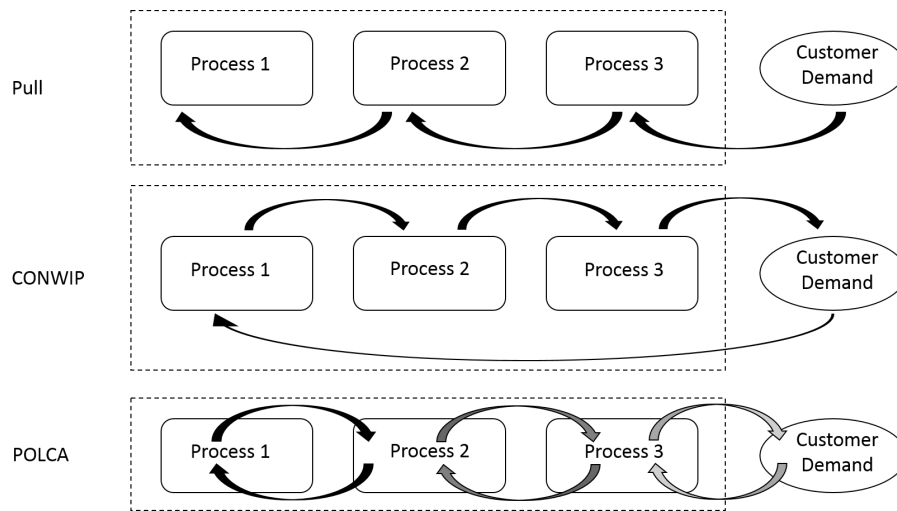 Pull
Process 1
Process 2
Process 3
Customer
Demand
CONWIP
Process 1
Process 2
Process 3
Customer
Demand
POLCA
Process 1
Process 2
Process 3
Customer
Demand